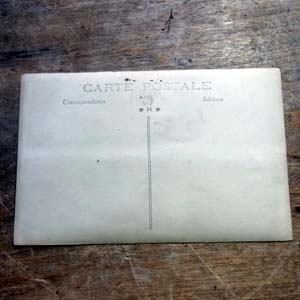 CARTE POSTALE
Correspondance Adresse
★ K ★